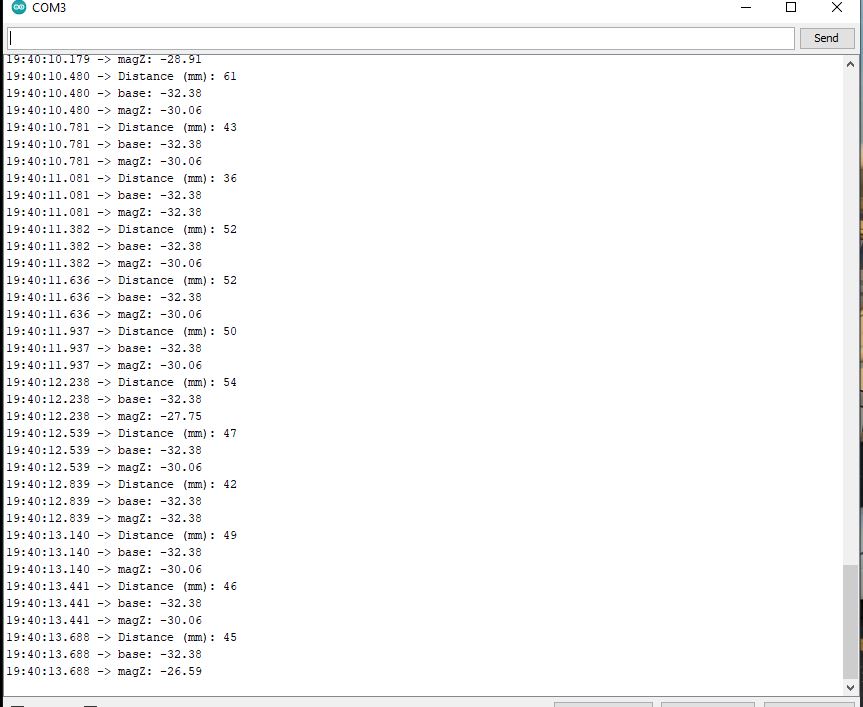 COM3
Send
19:40:10.179 -> magZ: -28.91
19:40:10.480 -> Distance (mm): 61
19:40:10.480 -> base: -32.38
19:40:10.480 -> magZ: -30.06
19:40:10.781 -> Distance (mm): 43
19:40:10.781 -> base: -32.38
19:40:10.781 -> magZ: -30.06
19:40:11.081 -> Distance (mm): 36
19:40:11.081 -> base: -32.38
19:40:11.081 -> magZ: -32.38
19:40:11.382 -> Distance (mm): 52
19:40:11.382 -> base: -32.38
19:40:11.382 -> magZ: -30.06
19:40:11.636 -> Distance (mm): 52
19:40:11.636 -> base: -32.38
19:40:11.636 -> magZ: -30.06
19:40:11.937 -> Distance (mm): 50
19:40:11.937 -> base: -32.38
19:40:11.937 -> magZ: -30.06
19:40:12.238 -> Distance (mm): 54
19:40:12.238 -> base: -32.38
19:40:12.238 -> magZ: -27.75
19:40:12.539 -> Distance (mm): 47
19:40:12.539 -> base: -32.38
19:40:12.539 -> magZ: -30.06
19:40:12.839 -> Distance (mm): 42
19:40:12.839 -> base: -32.38
19:40:12.839 -> magZ: -32.38
19:40:13.140 -> Distance (mm): 49
19:40:13.140 -> base: -32.38
19:40:13.140 -> magZ: -30.06
19:40:13.441 -> Distance (mm): 46
19:40:13.441 -> base: -32.38
19:40:13.441 -> magZ: -30.06
19:40:13.688 -> Distance (mm): 45
19:40:13.688 -> base: -32.38
19:40:13.688 -> magZ: -26.59